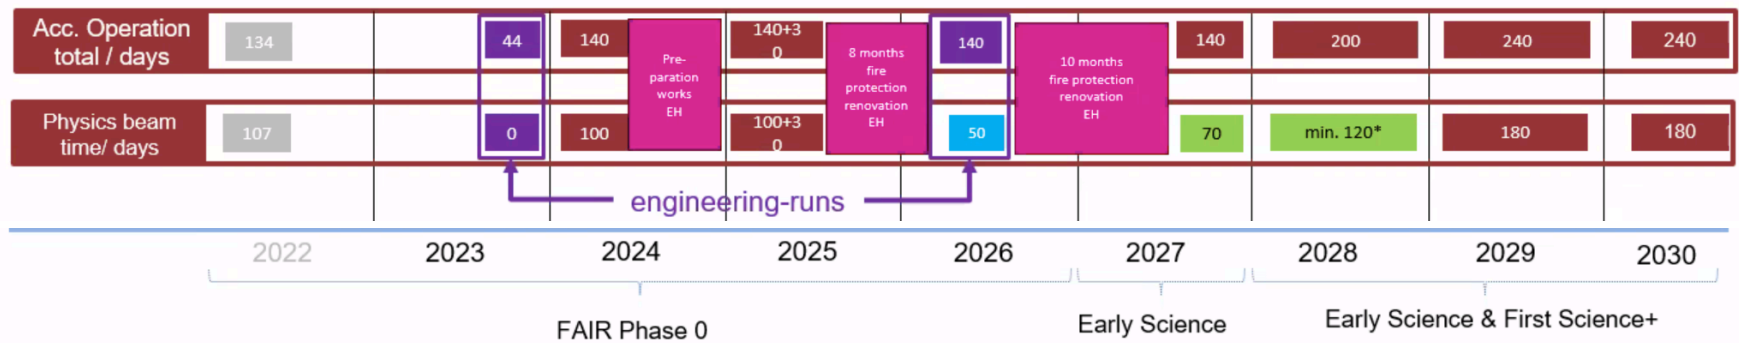 Acc. Operation
total / days
134
44
140
Pre-
paration
works
EH
140+3
0
8 months
fire
protection
renovation
EH
140
10 months
fire protection
renovation
EH
140
200
240
240
Physics beam
time/ days
107
0
100
100+3
0
50
70
min. 120*
180
180
engineering-runs
2022
2023
2024
2025
2026
2027
2028
2029
2030
FAIR Phase 0
Early Science
Early Science & First Science+